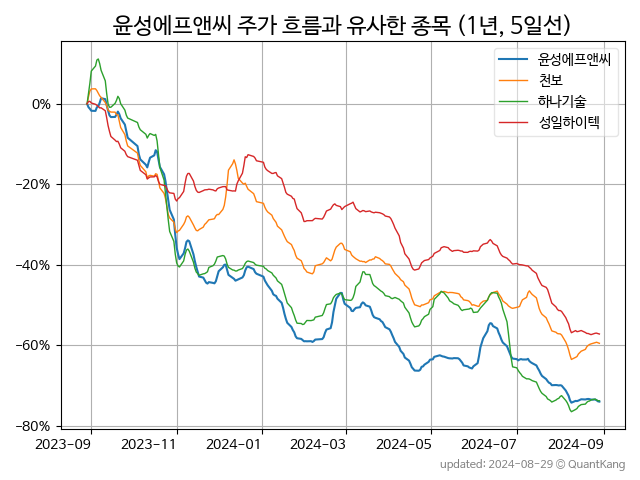 윤성에프앤씨 주가 흐름과 유사한 종목 (1년, 5일선)
윤성에프앤씨
천보
하나기술
성일하이텍
0%
−20%
−40%
−60%
−80%
2023-09 2023-11 2024-01 2024-03 2024-05 2024-07 2024-09
updated: 2024-08-29 © QuantKang